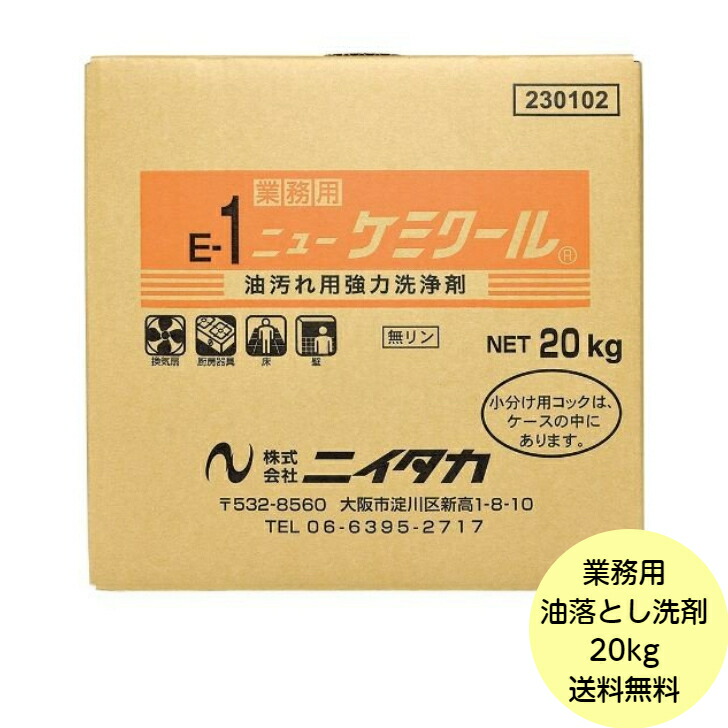 230102
業務用
E-1 ニューケミクール®
油汚れ用強力洗浄剤
換気扇 厨房器具 床 壁
無リン
NET 20 kg
小分け用コックは、
ケースの中に
あります。
株式会社 ニイタカ
〒532-8560 大阪市淀川区新高1-8-10
TEL 06-6395-2717
業務用
油落とし洗剤
20kg
送料無料